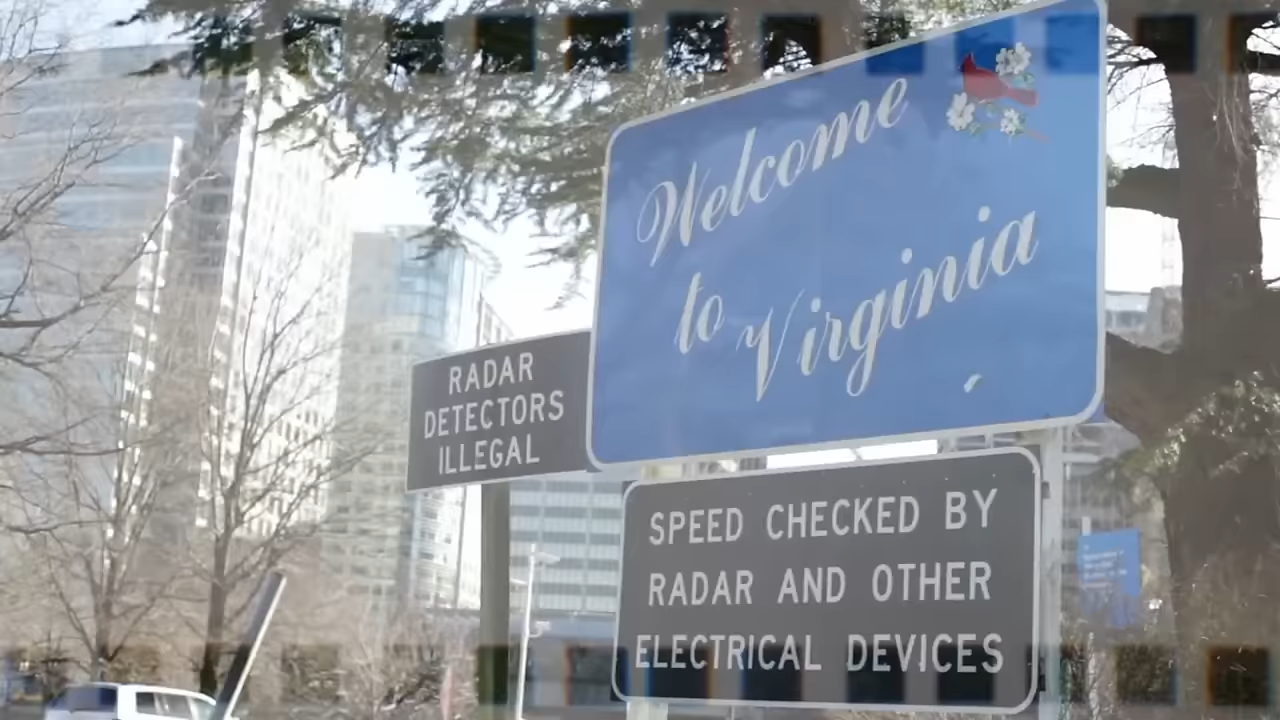 Welcome
to Virginia
RADAR
DETECTORS
ILLEGAL
SPEED CHECKED BY
RADAR AND OTHER
ELECTRICAL DEVICES